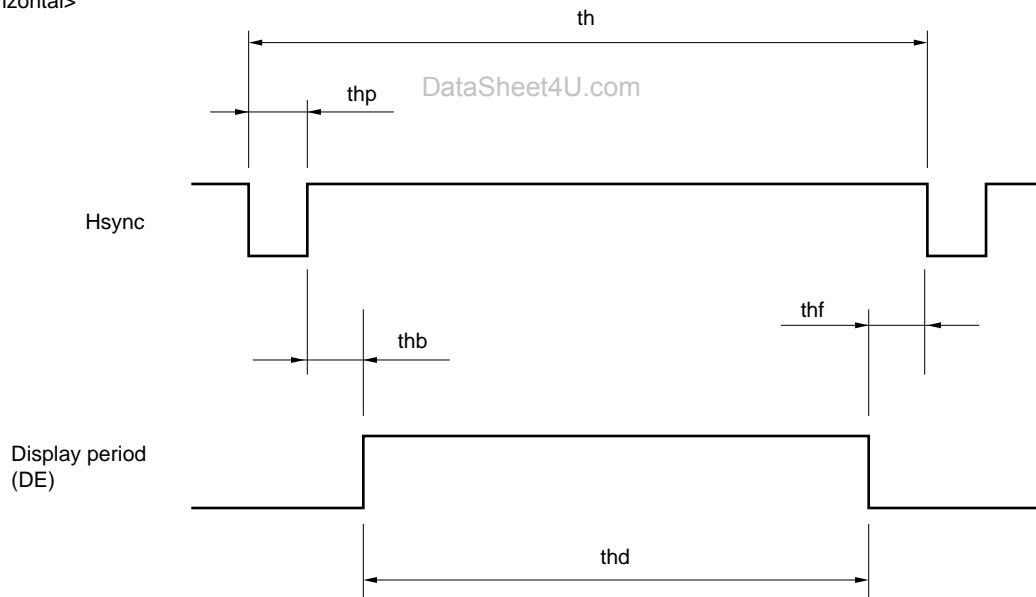 izontal>
th
DataSheet4U.com
thp
Hsync
thf
thb
Display period
(DE)
thd